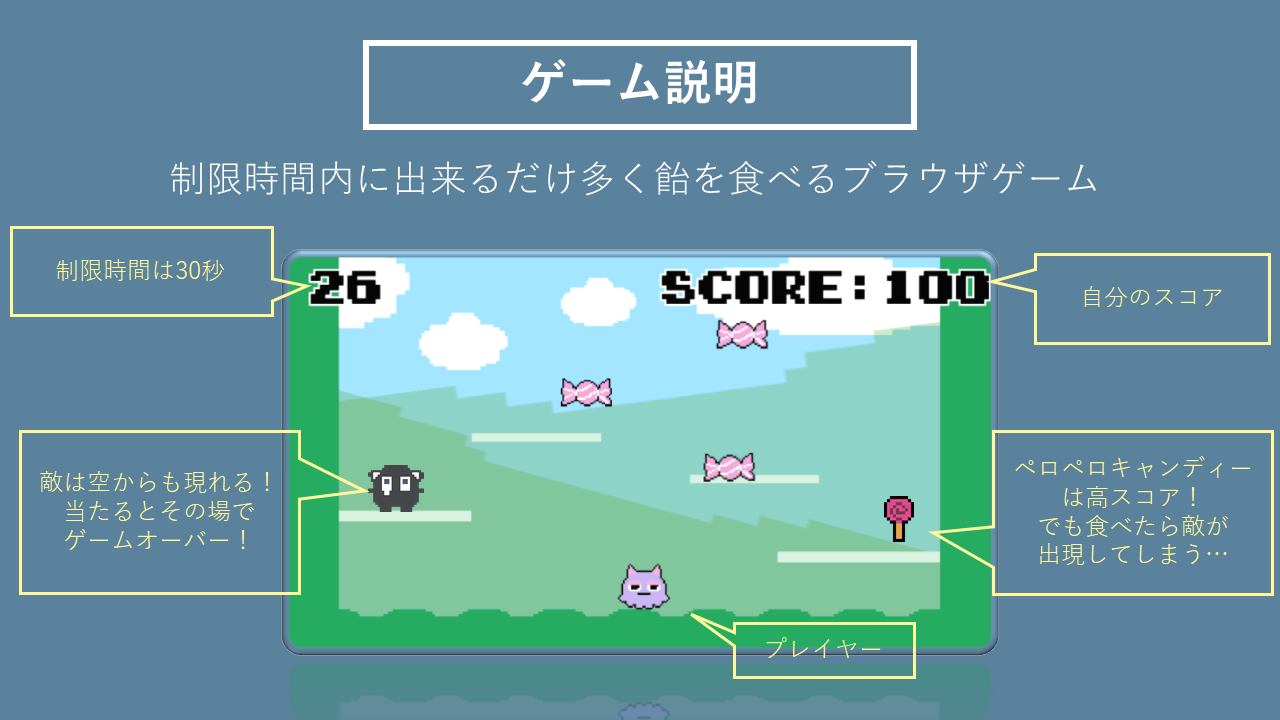 ゲーム説明
制限時間内に出来るだけ多く飴を食べるブラウザゲーム
制限時間は30秒
26
SCORE:100
自分のスコア
敵は空からも現れる！
当たるとその場で
ゲームオーバー！
ペロペロキャンディー
は高スコア！
でも食べたら敵が
出現してしまう…
プレイヤー